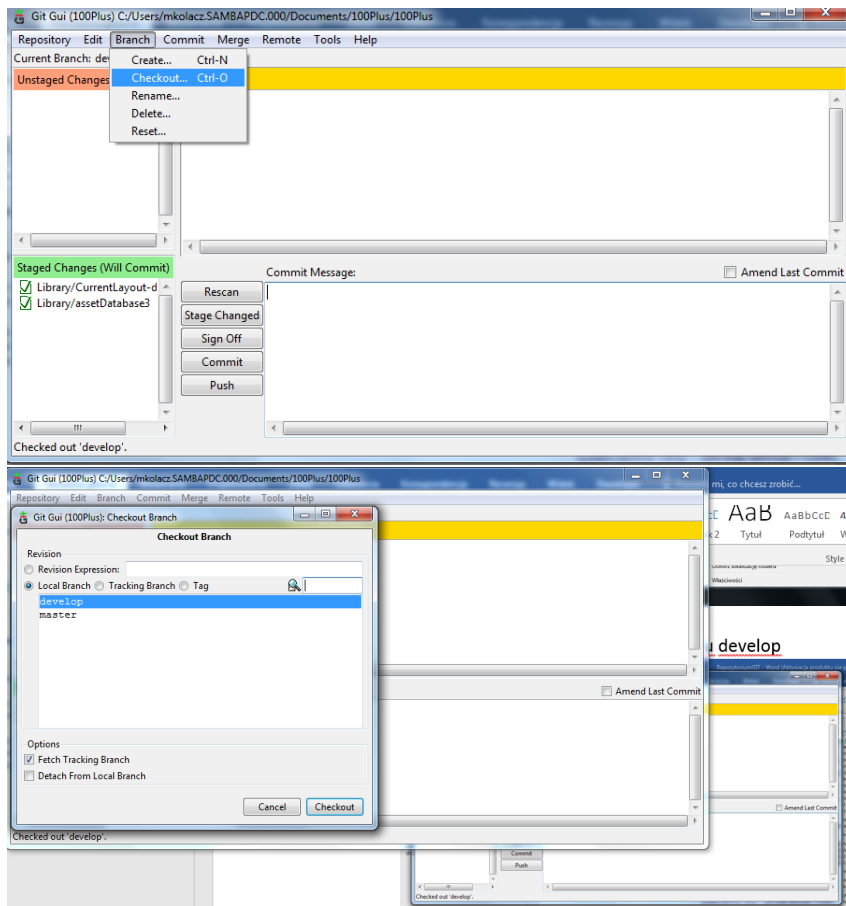 Git Gui (100Plus) C:/Users/mkolacz.SAMBAPDC.000/Documents/100Plus/100Plus
Repository Edit Branch Commit Merge Remote Tools Help
Current Branch: de
Create... Ctrl-N
Unstaged Changes
Checkout... Ctrl-O
Rename...
Delete...
Reset...
Staged Changes (Will Commit)
Commit Message:
Amend Last Commit
Library/CurrentLayout-d
Library/assetDatabase3
Rescan
Stage Changed
Sign Off
Commit
Push
Checked out 'develop'.
Git Gui (100Plus) C:/Users/mkolacz.SAMBAPDC.000/Documents/100Plus/100Plus
Repository Edit Branch Commit Merge Remote Tools Help
Git Gui (100Plus): Checkout Branch
Checkout Branch
Revision
Revision Expression:
Local Branch Tracking Branch Tag
develop
master
Options
Fetch Tracking Branch
Detach From Local Branch
Cancel Checkout
Amend Last Commit
Checked out 'develop'.
mi, co chcesz zrobić...
AaB AaBbCcD
Tytuł Podtytuł
Style
Właściwości
u develop
Amend Last Commit
Commit
Push
Checked out 'develop'.